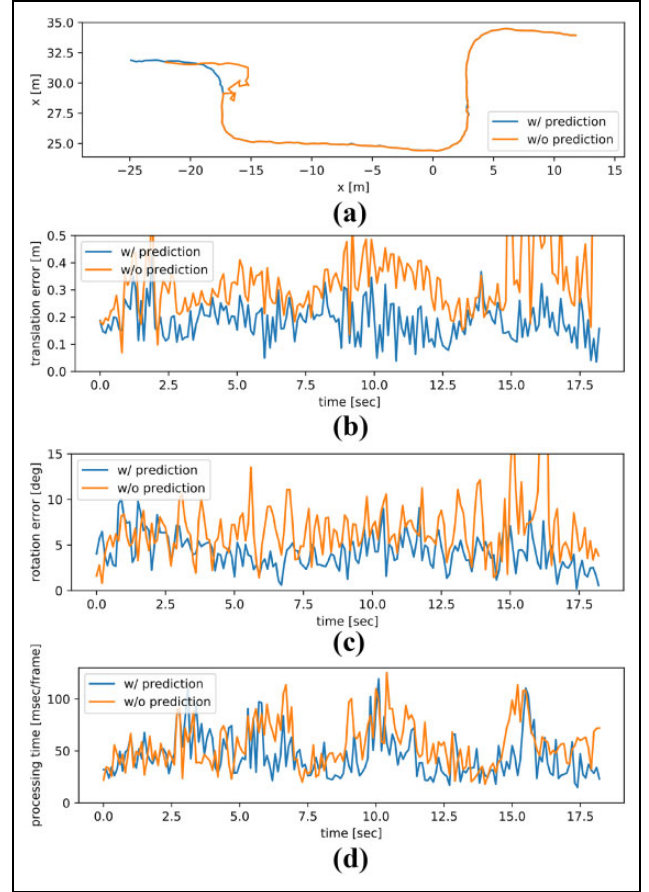 35.0
32.5
30.0
27.5
25.0
x [m]
w/ prediction
w/o prediction
−25 −20 −15 −10 −5 0 5 10 15
x [m]
(a)
0.5
0.4
0.3
0.2
0.1
0.0
translation error [m]
w/ prediction
w/o prediction
0.0 2.5 5.0 7.5 10.0 12.5 15.0 17.5
time [sec]
(b)
15
10
5
0
rotation error [deg]
w/ prediction
w/o prediction
0.0 2.5 5.0 7.5 10.0 12.5 15.0 17.5
time [sec]
(c)
100
50
0
processing time [msec/frame]
w/ prediction
w/o prediction
0.0 2.5 5.0 7.5 10.0 12.5 15.0 17.5
time [sec]
(d)